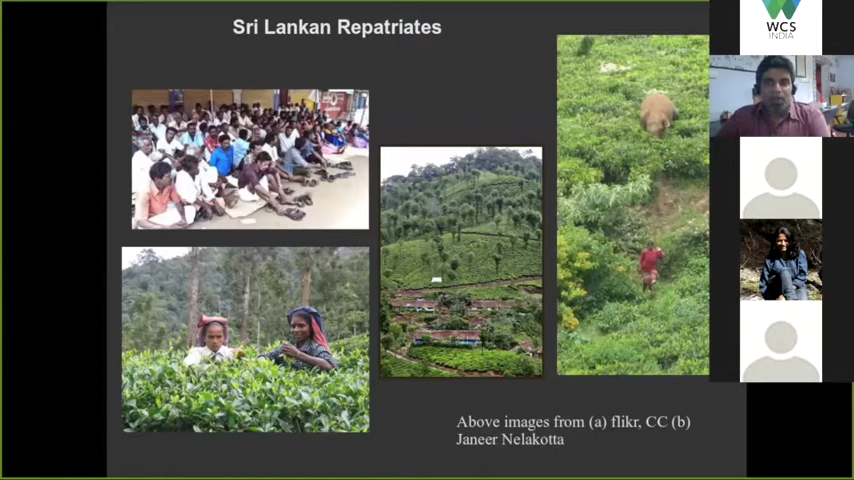 Sri Lankan Repatriates
WCS
INDIA
Above images from (a) flikr, CC (b)
Janeer Nelakotta